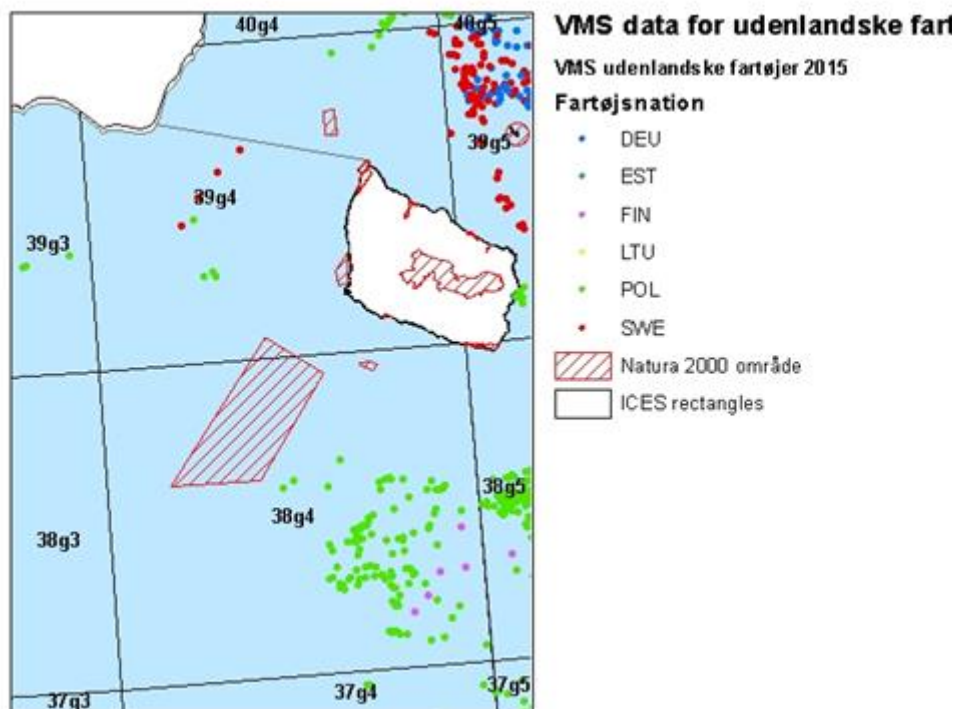 VMS data for udenlandske fart
VMS udenlandske fartøjer 2015
Fartøjsnation
DEU
EST
FIN
LTU
POL
SWE
Natura 2000 område
ICES rectangles
40g4
40g5
39g5
39g4
39g3
38g5
38g4
38g3
37g3
37g4
37g5